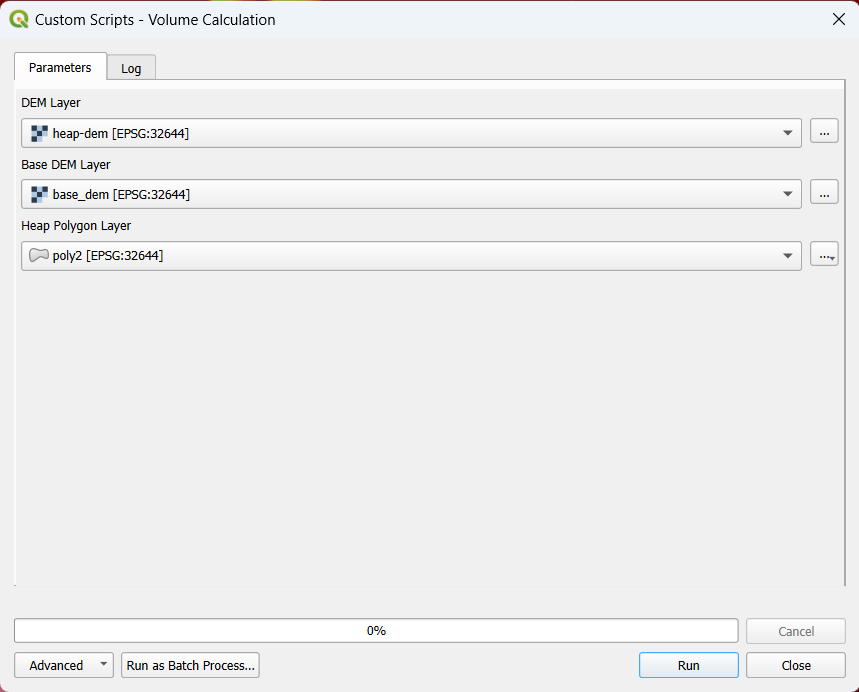 Custom Scripts - Volume Calculation
Parameters
Log
DEM Layer
heap-dem [EPSG:32644]
...
Base DEM Layer
base_dem [EPSG:32644]
...
Heap Polygon Layer
poly2 [EPSG:32644]
...
0%
Cancel
Advanced
Run as Batch Process...
Run
Close